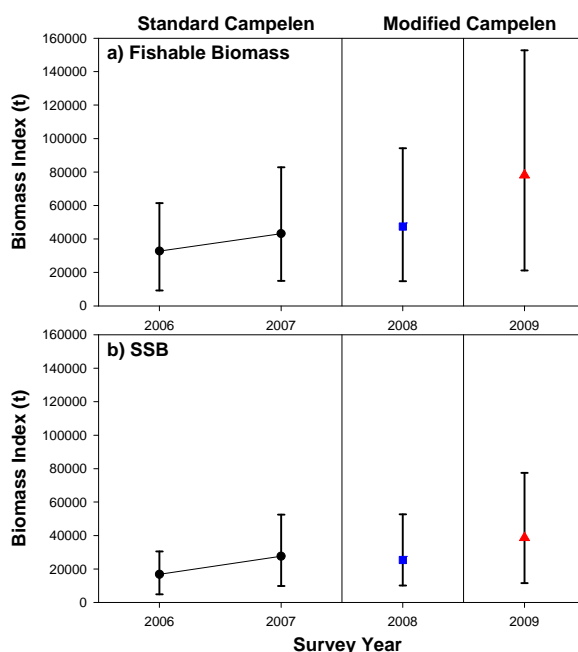 Standard Campelen Modified Campelen
a) Fishable Biomass
Biomass Index (t)
160000
140000
120000
100000
80000
60000
40000
20000
0
2006 2007 2008 2009
b) SSB
Biomass Index (t)
160000
140000
120000
100000
80000
60000
40000
20000
0
2006 2007 2008 2009
Survey Year